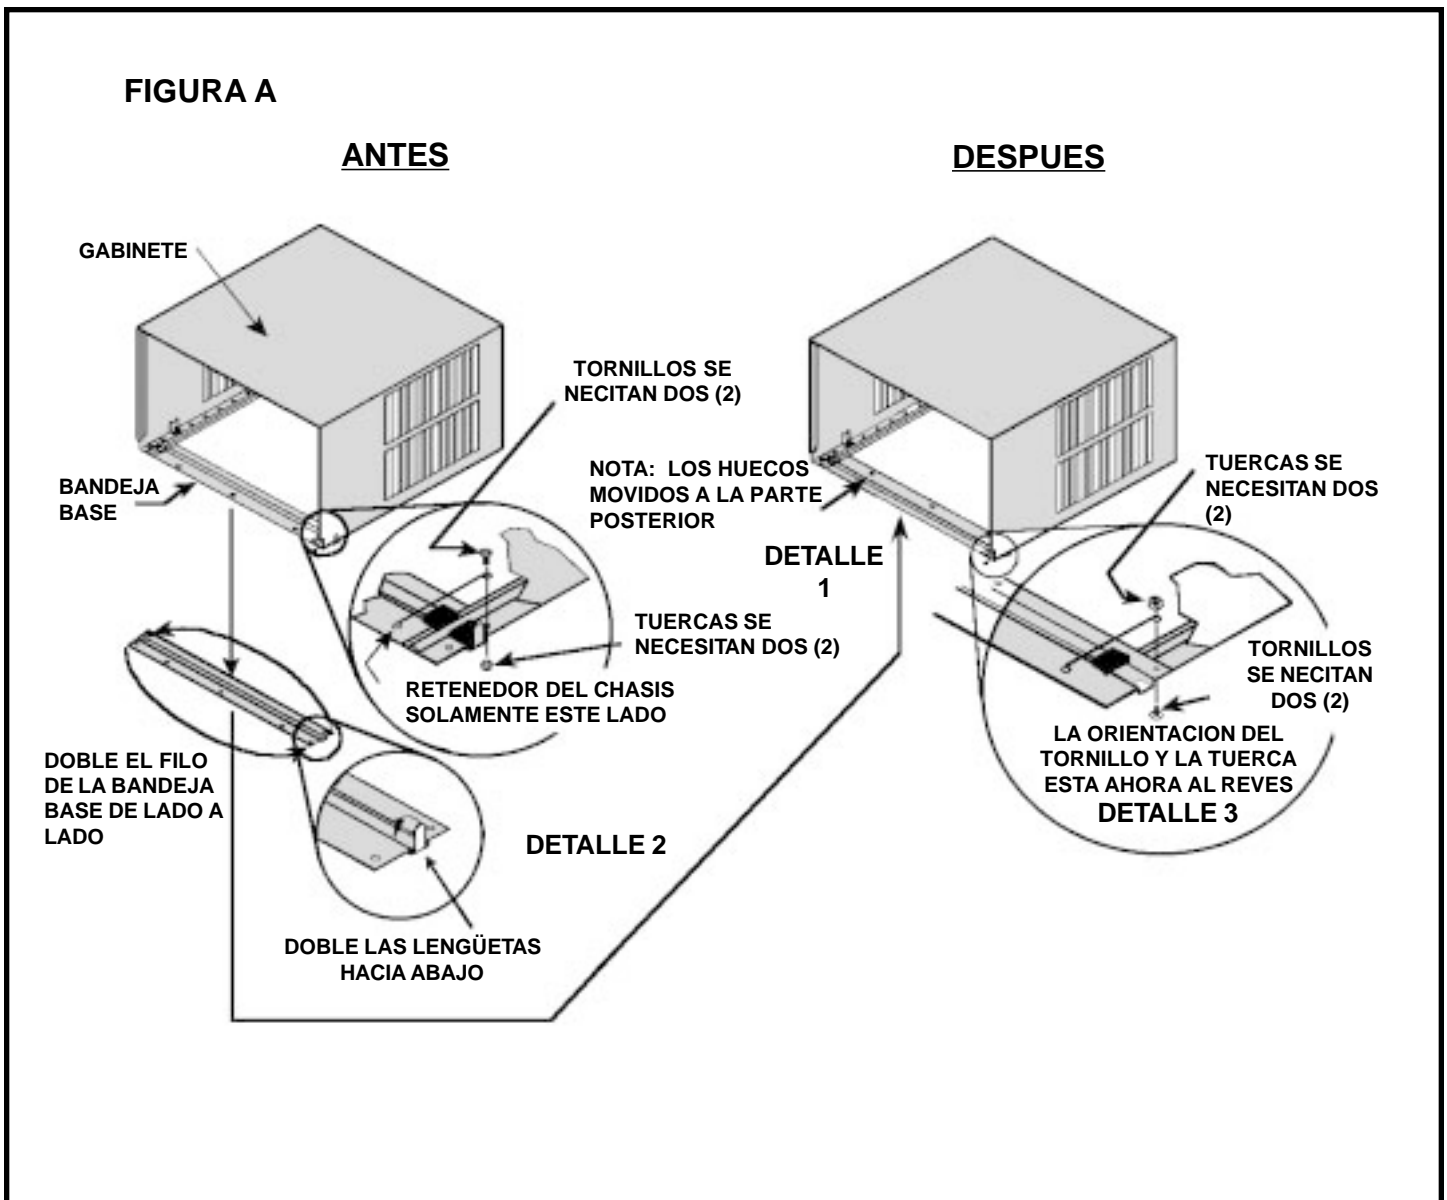 FIGURA A
ANTES
DESPUES
GABINETE
TORNILLOS SE
NECITAN DOS (2)
BANDEJA
BASE
NOTA: LOS HUECOS
MOVIDOS A LA PARTE
POSTERIOR
TUERCAS SE
NECESITAN DOS
(2)
DETALLE
1
TUERCAS SE
NECESITAN DOS (2)
RETENEDOR DEL CHASIS
SOLAMENTE ESTE LADO
TORNILLOS
SE NECITAN
DOS (2)
LA ORIENTACION DEL
TORNILLO Y LA TUERCA
ESTA AHORA AL REVES
DETALLE 3
DOBLE EL FILO
DE LA BANDEJA
BASE DE LADO A
LADO
DETALLE 2
DOBLE LAS LENGÜETAS
HACIA ABAJO